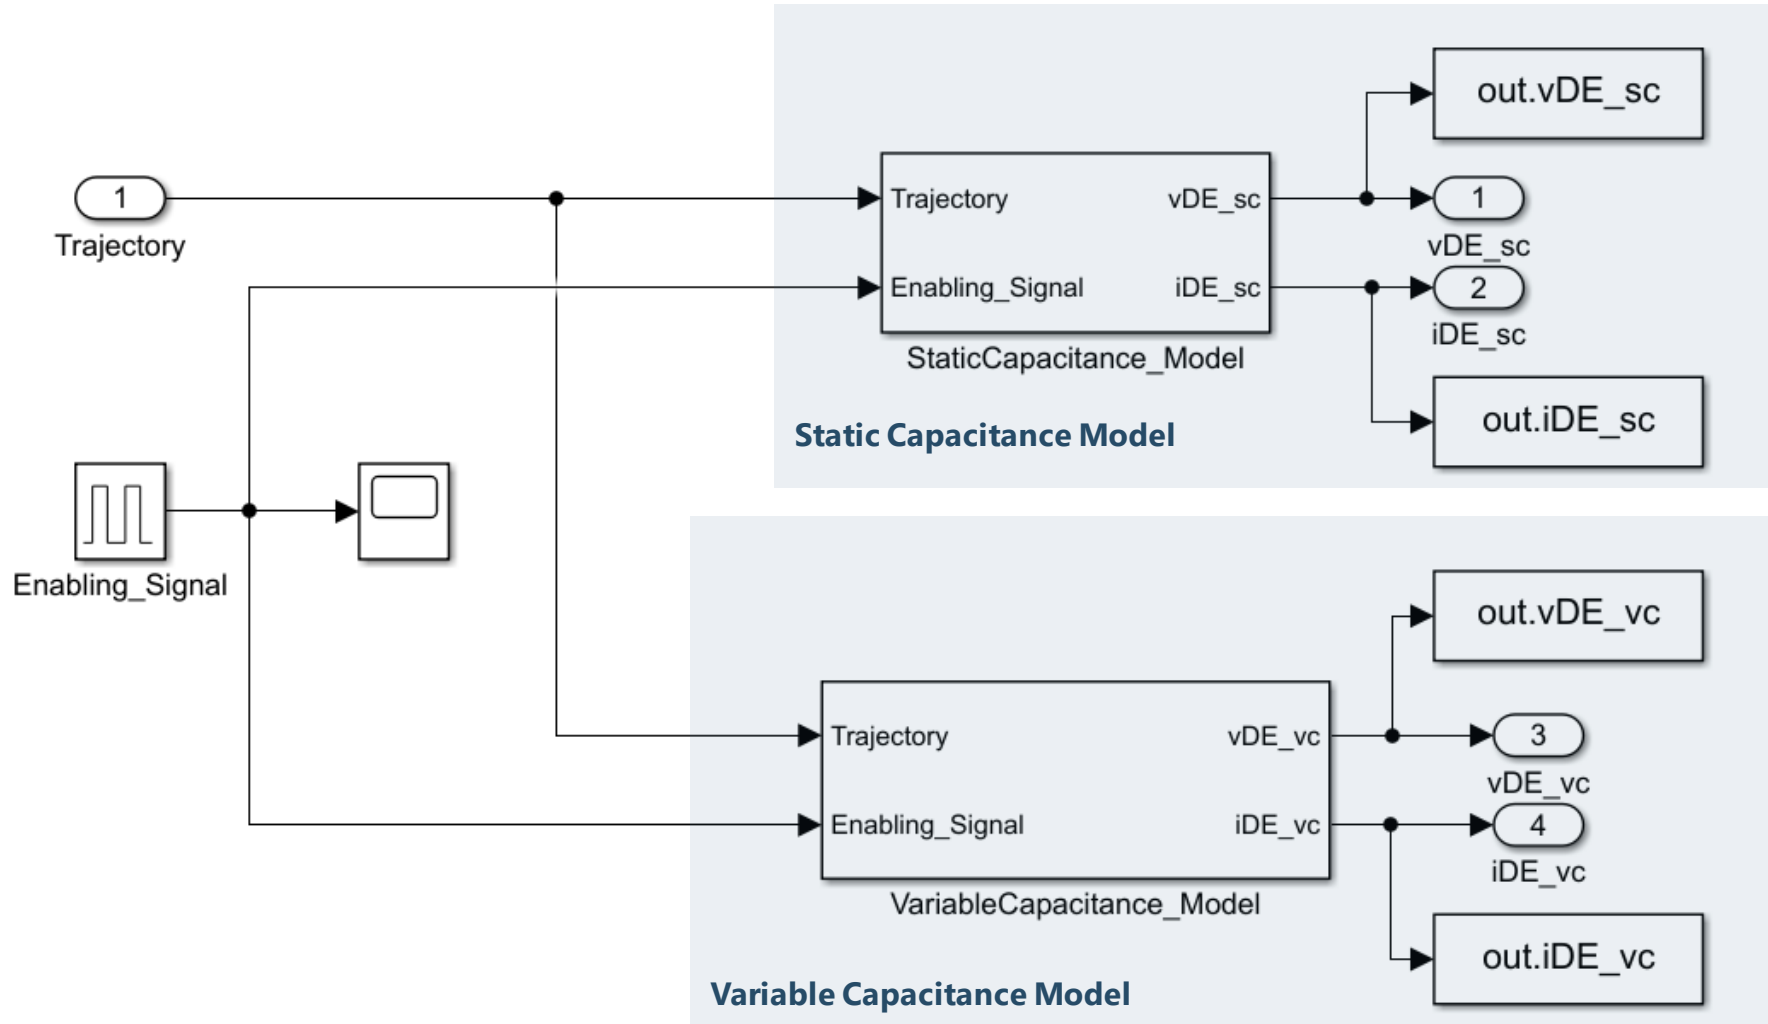 out.vDE_sc
1
Trajectory
Trajectory
vDE_sc
1
vDE_sc
Enabling_Signal
iDE_sc
2
iDE_sc
StaticCapacitance_Model
out.iDE_sc
Static Capacitance Model
Enabling_Signal
out.vDE_vc
Trajectory
vDE_vc
3
vDE_vc
Enabling_Signal
iDE_vc
4
iDE_vc
VariableCapacitance_Model
out.iDE_vc
Variable Capacitance Model